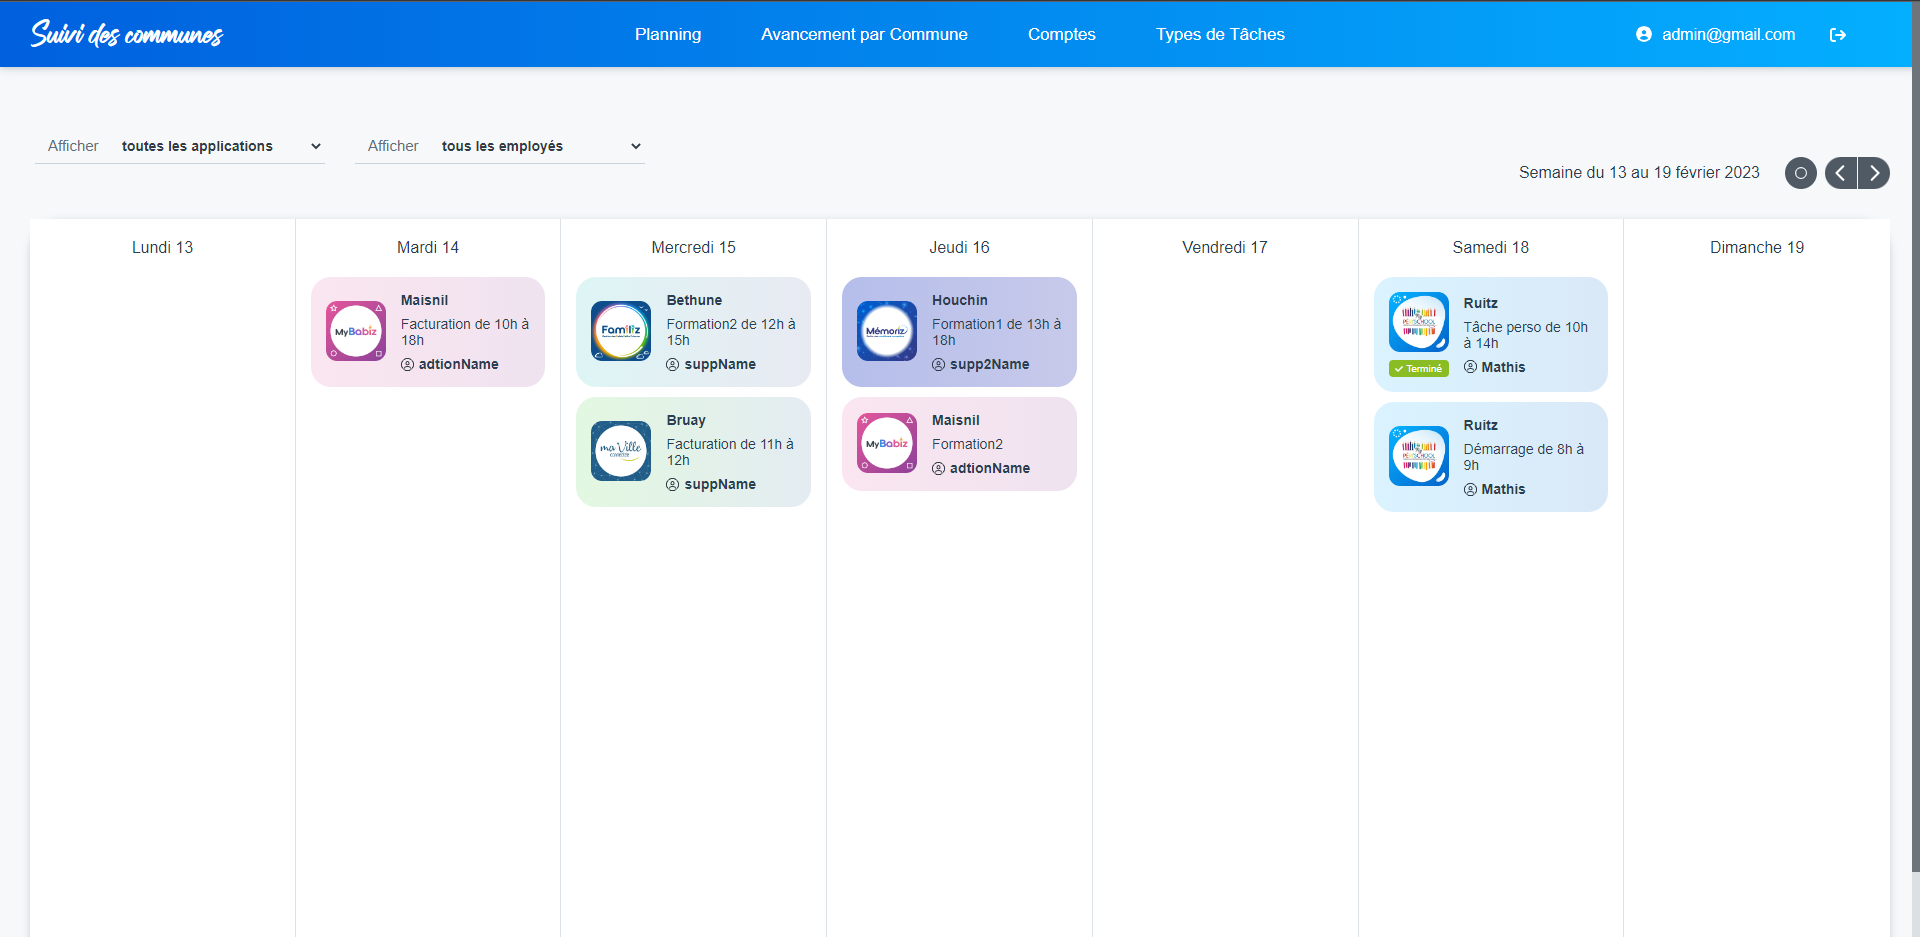 Suivi des communes
Planning
Avancement par Commune
Comptes
Types de Tâches
admin@gmail.com
Afficher toutes les applications
Afficher tous les employés
Semaine du 13 au 19 février 2023
Lundi 13
Mardi 14
MyBabiz
Maisnil
Facturation de 10h à
18h
adtionName
Mercredi 15
Familiz
Bethune
Formation2 de 12h à
15h
suppName
ma Ville
connectée
Bruay
Facturation de 11h à
12h
suppName
Jeudi 16
Mémoriz
Houchin
Formation1 de 13h à
18h
supp2Name
MyBabiz
Maisnil
Formation2
adtionName
Vendredi 17
Samedi 18
Terminé
Ruitz
Tâche perso de 10h
à 14h
Mathis
Ruitz
Démarrage de 8h à
9h
Mathis
Dimanche 19